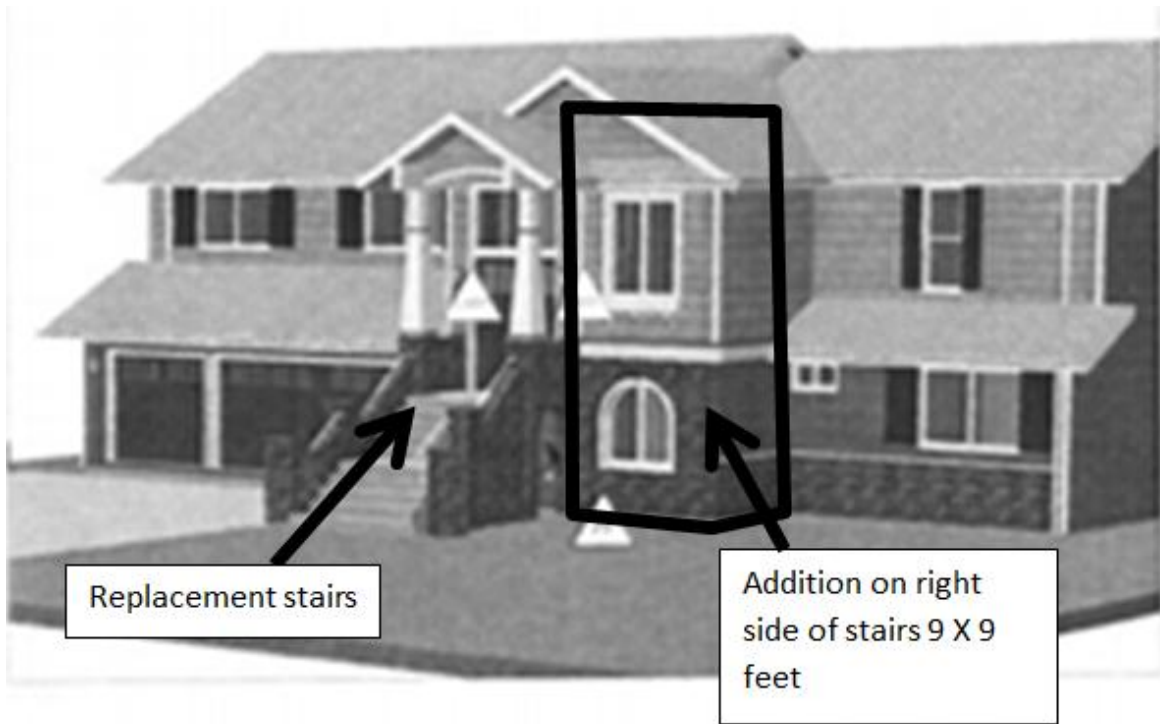 Replacement stairs
Addition on right
side of stairs 9 X 9
feet